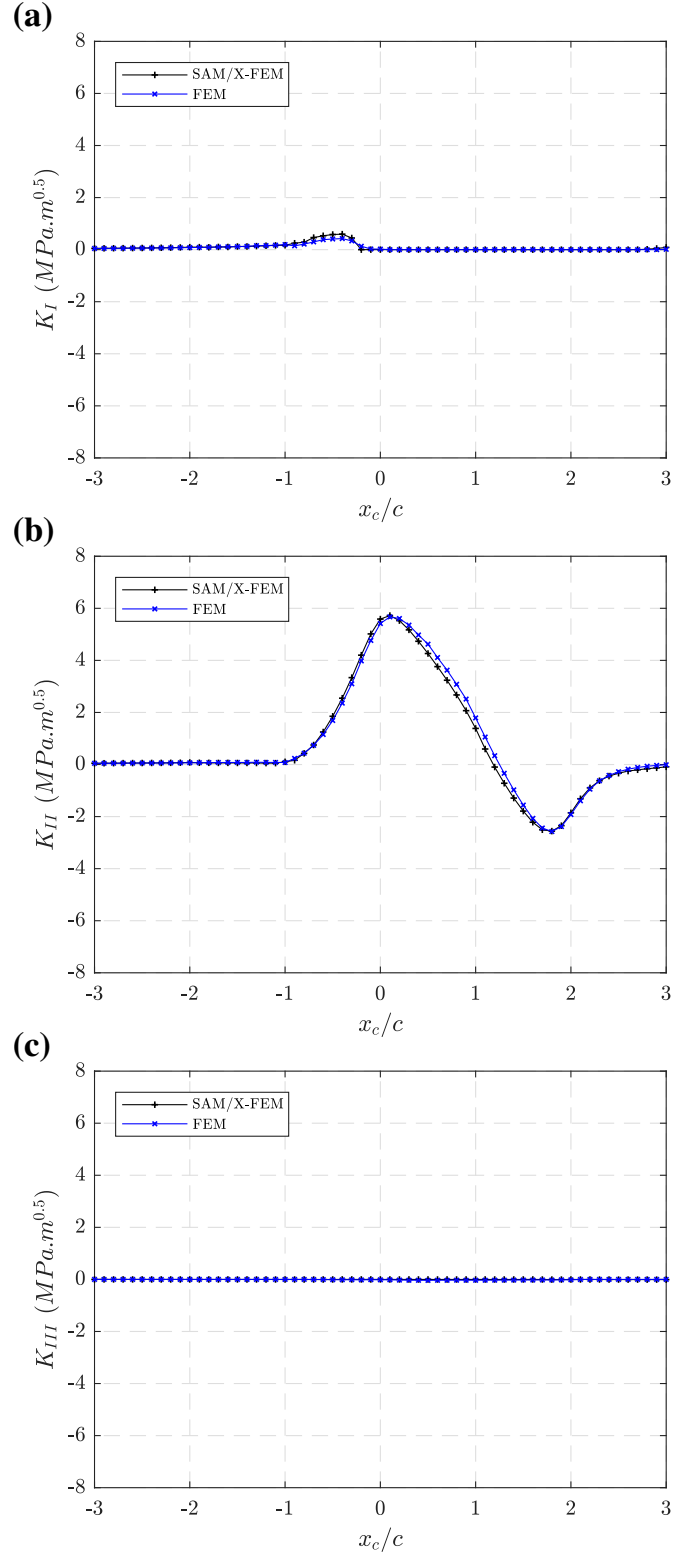 (a)
8
6
4
2
0
-2
-4
-6
-8
K_I (MPa.m^0.5)
SAM/X-FEM
FEM
-3 -2 -1 0 1 2 3
x_c/c
(b)
8
6
4
2
0
-2
-4
-6
-8
K_II (MPa.m^0.5)
SAM/X-FEM
FEM
-3 -2 -1 0 1 2 3
x_c/c
(c)
8
6
4
2
0
-2
-4
-6
-8
K_III (MPa.m^0.5)
SAM/X-FEM
FEM
-3 -2 -1 0 1 2 3
x_c/c